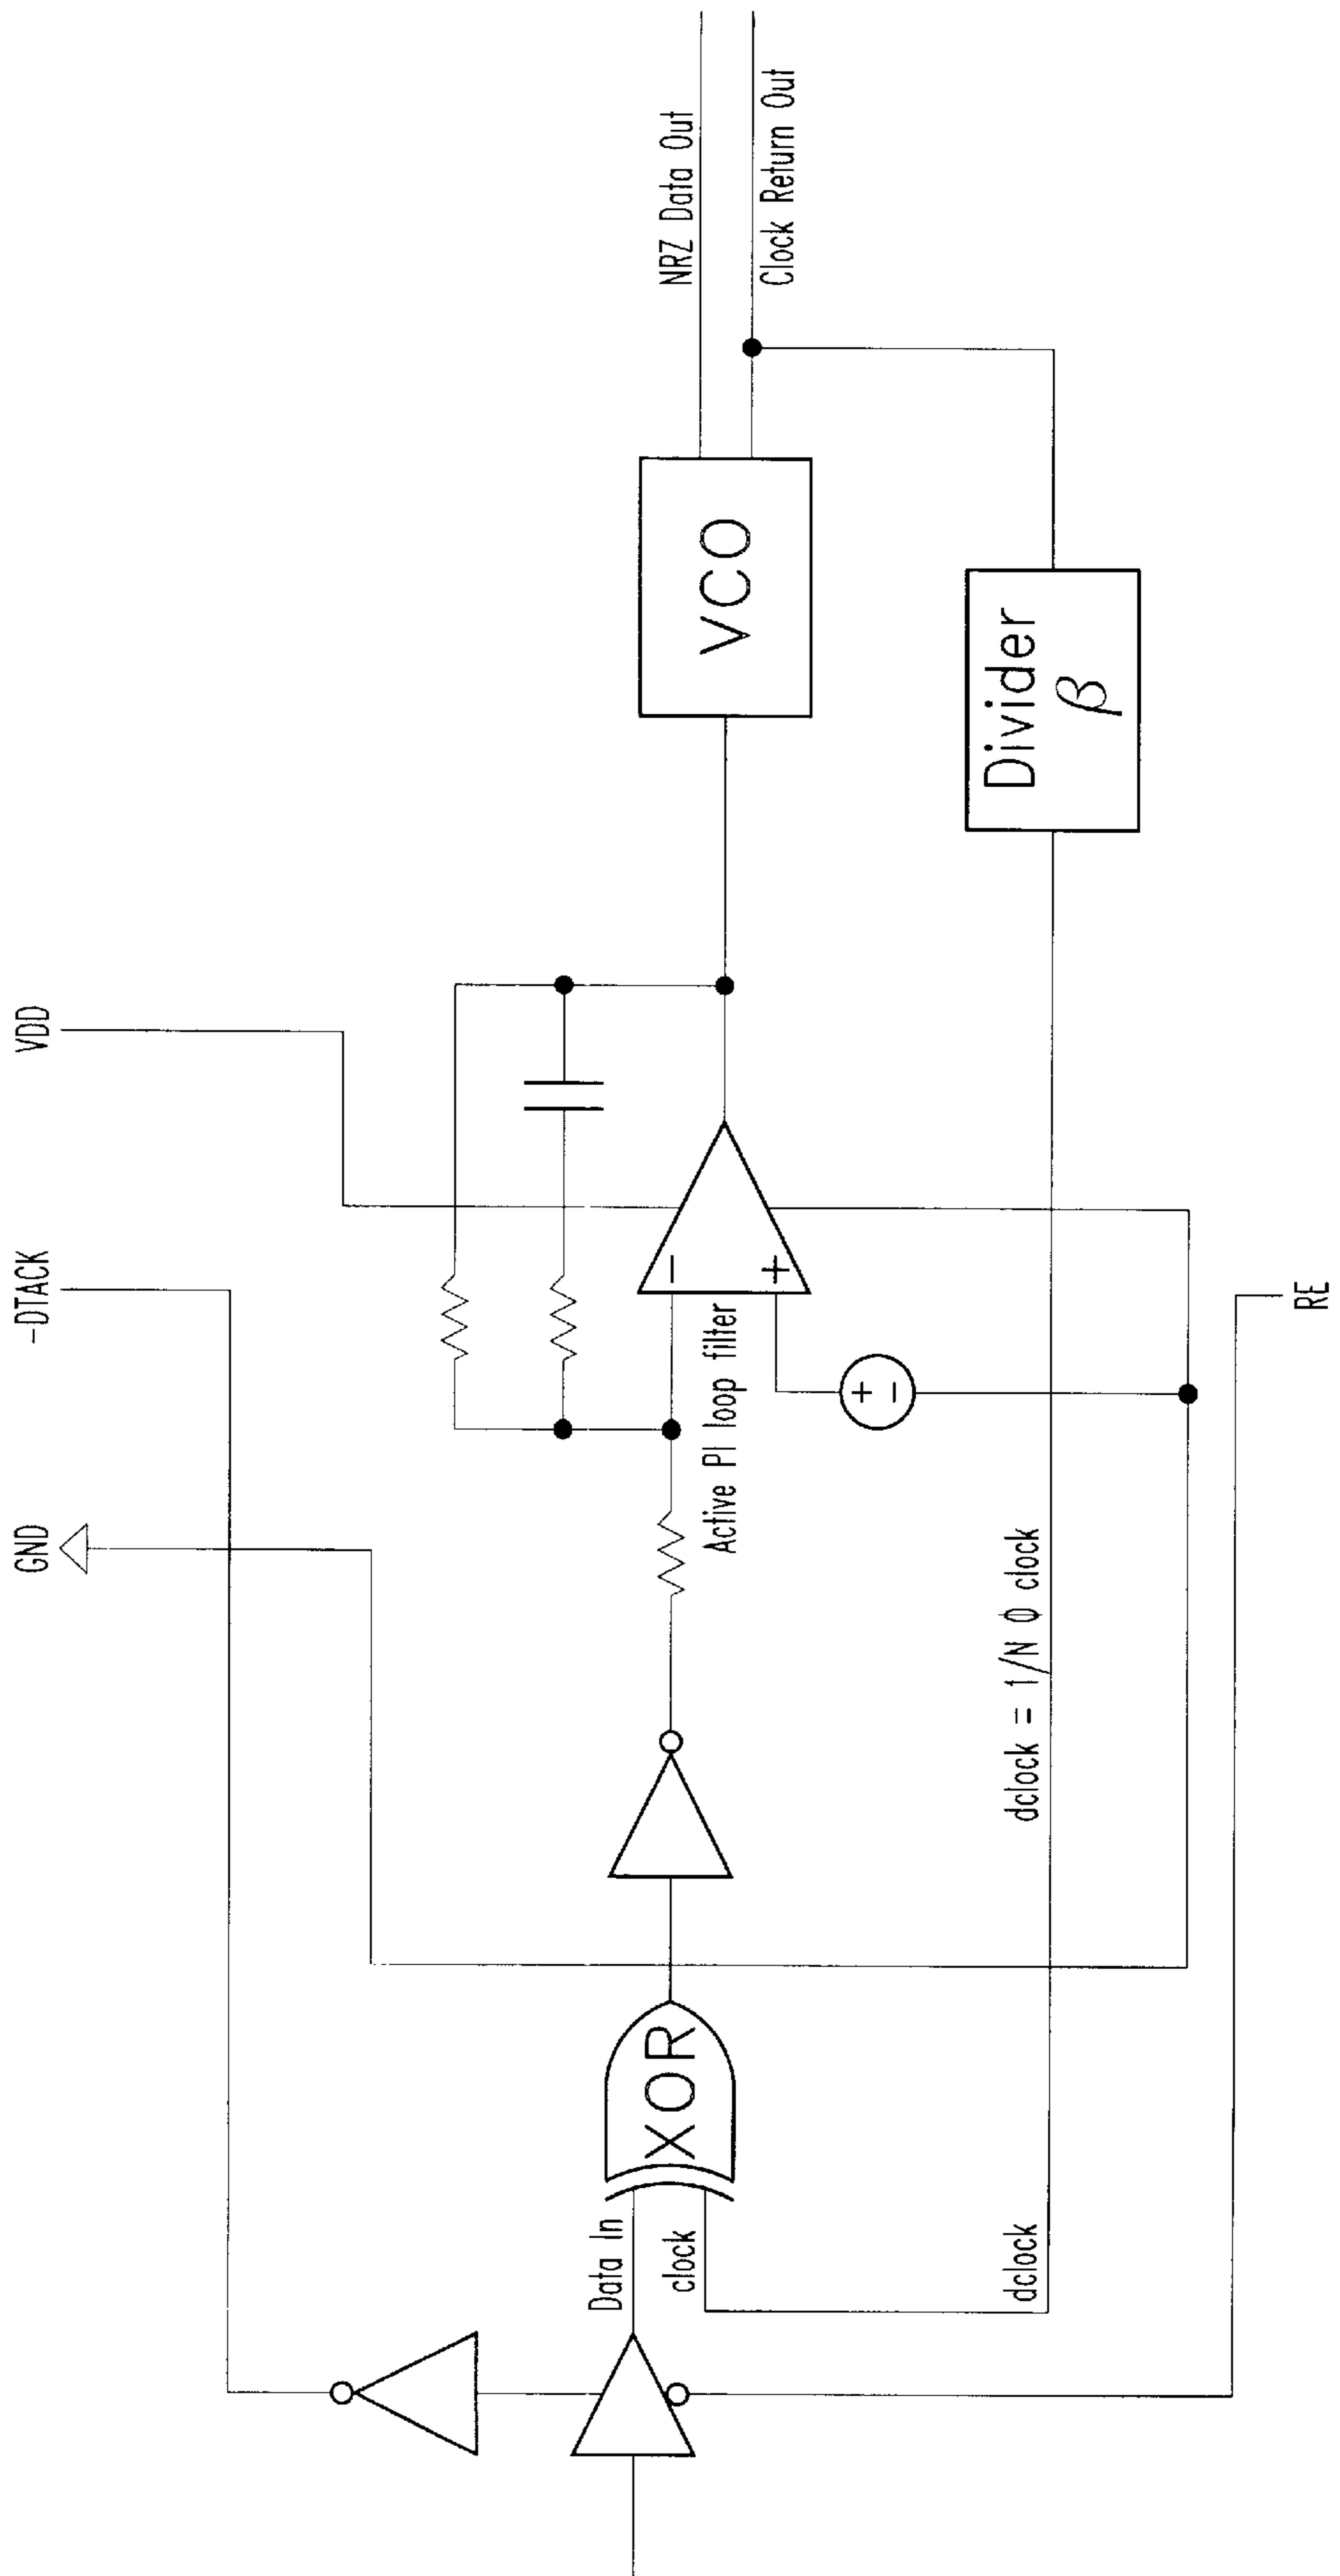 GND
-DTACK
VDD
NRZ Data Out
Clock Return Out
Data In
clock
XOR
Active PI loop filter
−
+
+
−
VCO
dclock
dclock = 1/N Φ clock
Divider
β
RE